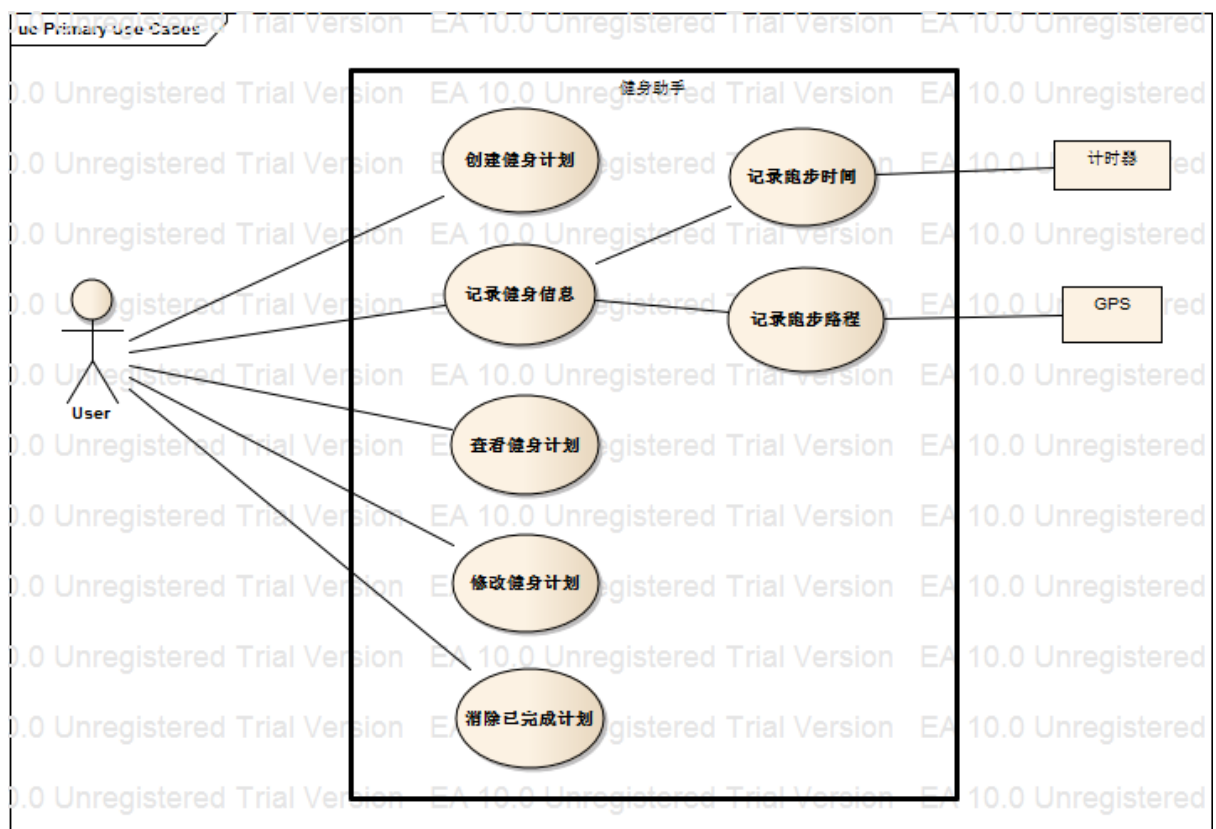 uc Primary Use Cases
健身助手
创建健身计划
记录跑步时间
计时器
记录健身信息
记录跑步路程
GPS
User
查看健身计划
修改健身计划
消除已完成计划
EA 10.0 Unregistered Trial Version